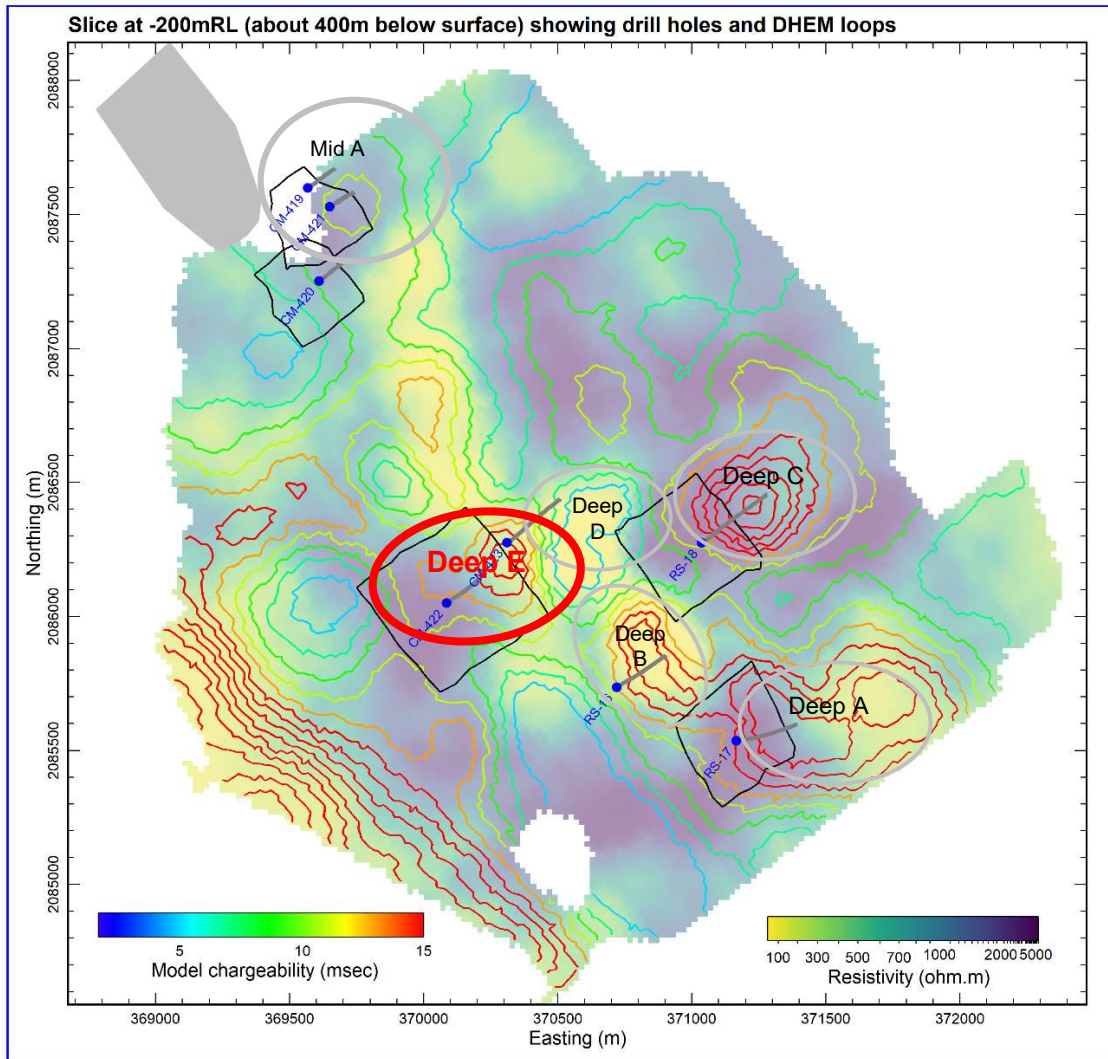 Slice at -200mRL (about 400m below surface) showing drill holes and DHEM loops
2088000
2087500
2087000
2086500
2086000
2085500
2085000
Northing (m)
Mid A
CM-419
M-421
CM-420
Deep C
RS-18
Deep
D
Deep E
CM-422
Deep
B
Deep A
RS-17
5
10
15
Model chargeability (msec)
100
300
500
700
1000
2000
5000
Resistivity (ohm.m)
369000
369500
370000
370500
371000
371500
372000
Easting (m)